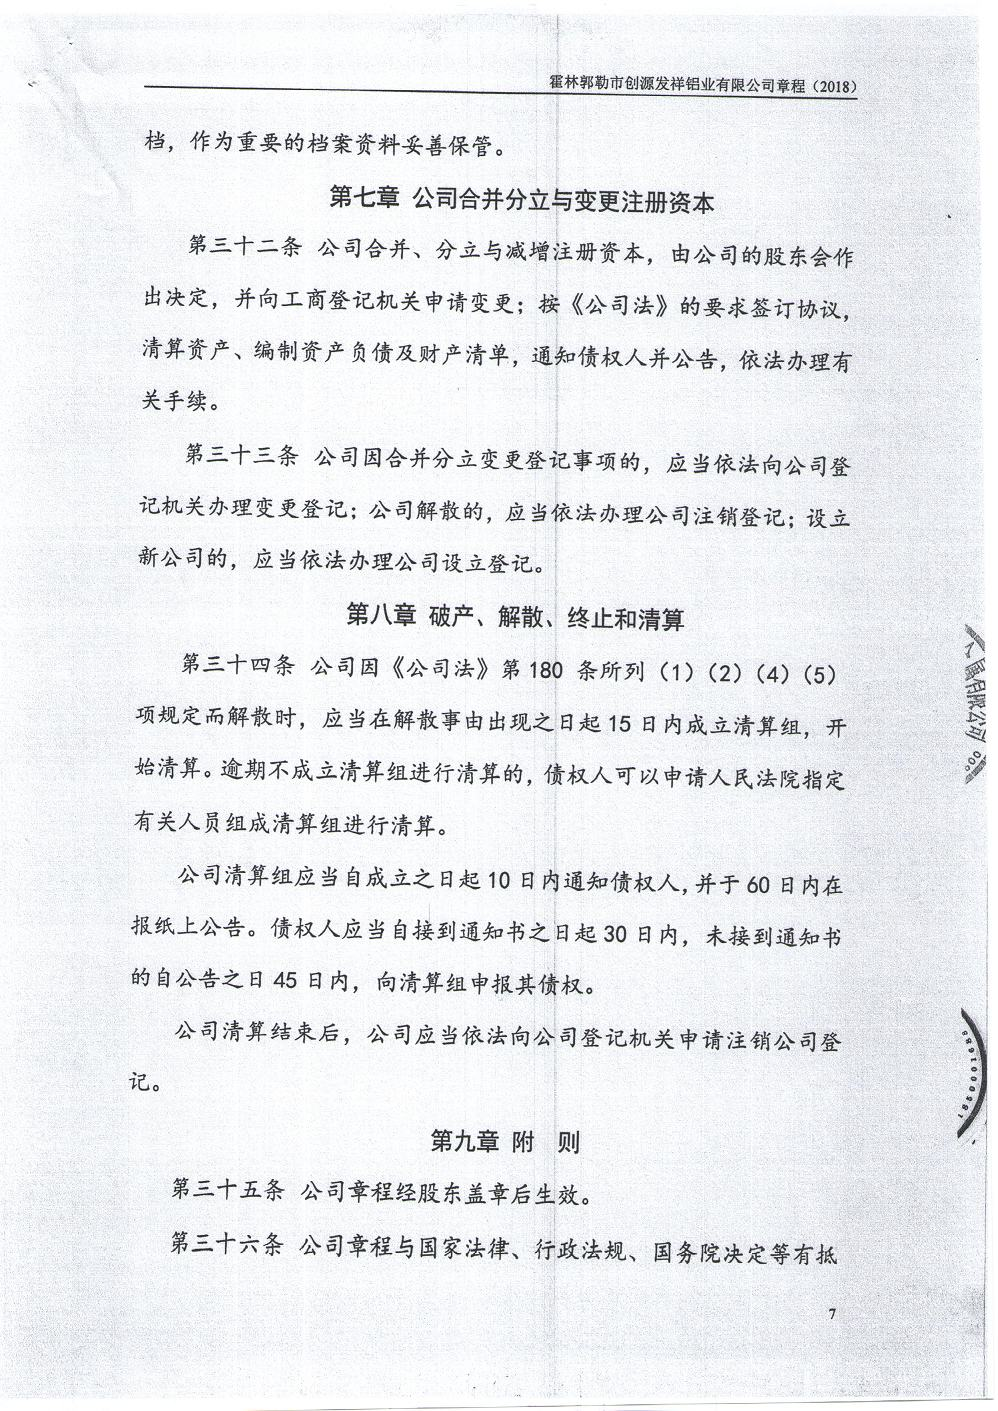 霍林郭勒市创源发祥铝业有限公司章程（2018）
档，作为重要的档案资料妥善保管。
第七章 公司合并分立与变更注册资本
第三十二条 公司合并、分立与减增注册资本，由公司的股东会作
出决定，并向工商登记机关申请变更；按《公司法》的要求签订协议，
清算资产、编制资产负债及财产清单，通知债权人并公告，依法办理有
关手续。
第三十三条 公司因合并分立变更登记事项的，应当依法向公司登
记机关办理变更登记；公司解散的，应当依法办理公司注销登记；设立
新公司的，应当依法办理公司设立登记。
第八章 破产、解散、终止和清算
第三十四条 公司因《公司法》第 180 条所列（1）（2）（4）（5）
项规定而解散时，应当在解散事由出现之日起 15 日内成立清算组，开
始清算。逾期不成立清算组进行清算的，债权人可以申请人民法院指定
有关人员组成清算组进行清算。
公司清算组应当自成立之日起 10 日内通知债权人，并于 60 日内在
报纸上公告。债权人应当自接到通知书之日起 30 日内，未接到通知书
的自公告之日 45 日内，向清算组申报其债权。
公司清算结束后，公司应当依法向公司登记机关申请注销公司登
记。
第九章 附 则
第三十五条 公司章程经股东盖章后生效。
第三十六条 公司章程与国家法律、行政法规、国务院决定等有抵
7
属有限公司